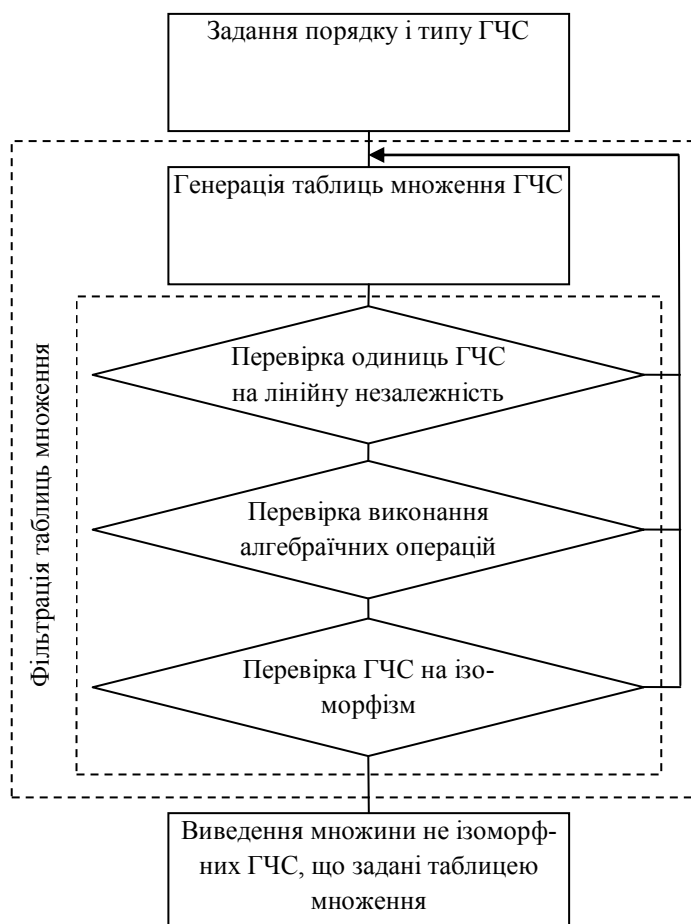 Задання порядку і типу ГЧС
Генерація таблиць множення ГЧС
Фільтрація таблиць множення
Перевірка одиниць ГЧС
на лінійну незалежність
Перевірка виконання
алгебраїчних операцій
Перевірка ГЧС на ізо-
морфізм
Виведення множини не ізоморф-
них ГЧС, що задані таблицею
множення